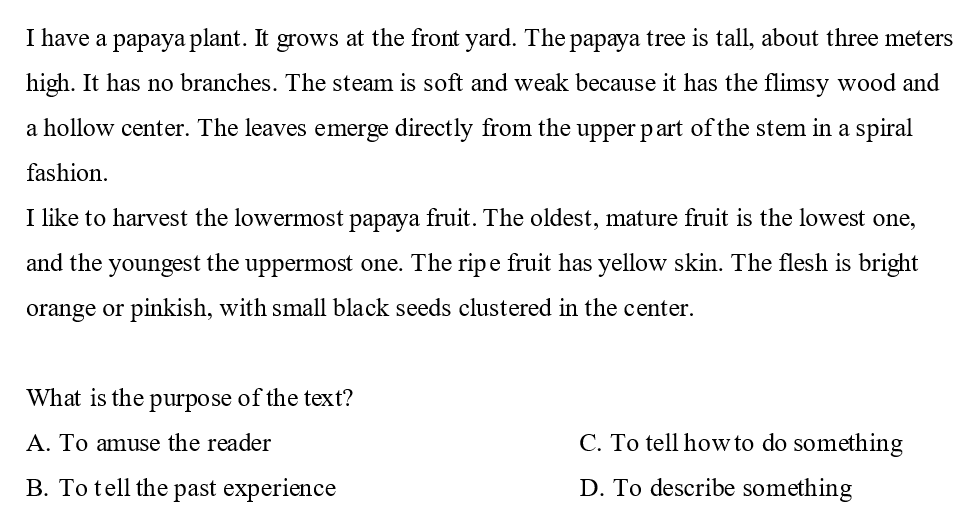 I have a papaya plant. It grows at the front yard. The papaya tree is tall, about three meters
high. It has no branches. The steam is soft and weak because it has the flimsy wood and
a hollow center. The leaves emerge directly from the upper part of the stem in a spiral
fashion.
I like to harvest the lowermost papaya fruit. The oldest, mature fruit is the lowest one,
and the youngest the uppermost one. The ripe fruit has yellow skin. The flesh is bright
orange or pinkish, with small black seeds clustered in the center.
What is the purpose of the text?
A. To amuse the reader
B. To tell the past experience
C. To tell how to do something
D. To describe something